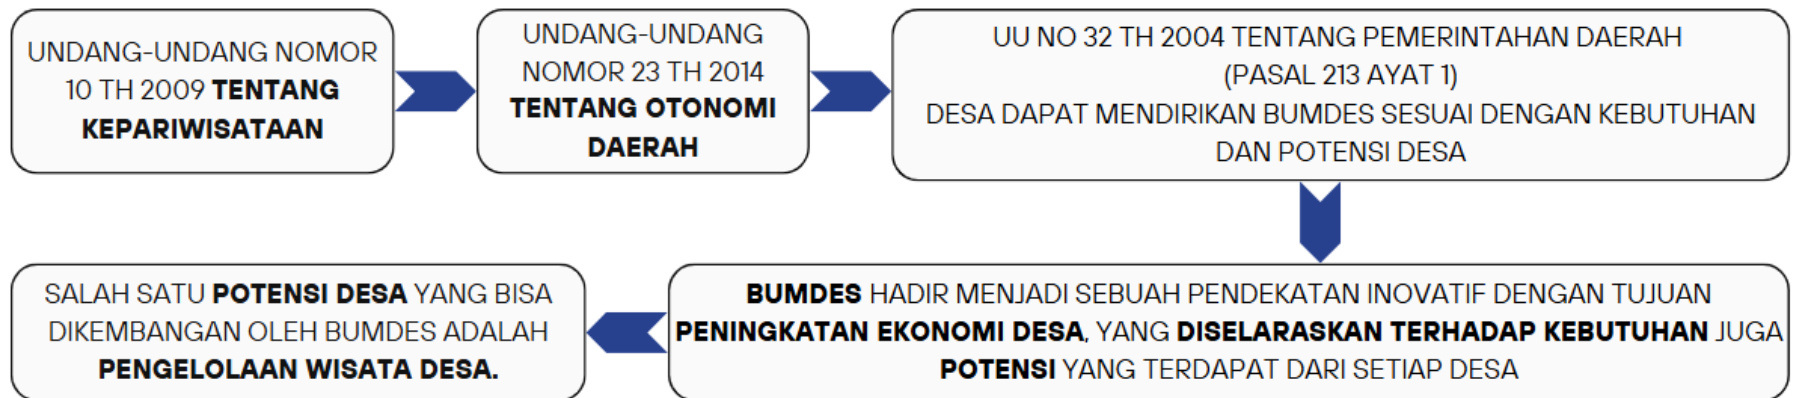 UNDANG-UNDANG NOMOR
10 TH 2009 TENTANG
KEPARIWISATAAN
UNDANG-UNDANG
NOMOR 23 TH 2014
TENTANG OTONOMI
DAERAH
UU NO 32 TH 2004 TENTANG PEMERINTAHAN DAERAH
(PASAL 213 AYAT 1)
DESA DAPAT MENDIRIKAN BUMDES SESUAI DENGAN KEBUTUHAN
DAN POTENSI DESA
BUMDES HADIR MENJADI SEBUAH PENDEKATAN INOVATIF DENGAN TUJUAN
PENINGKATAN EKONOMI DESA, YANG DISELARASKAN TERHADAP KEBUTUHAN JUGA
POTENSI YANG TERDAPAT DARI SETIAP DESA
SALAH SATU POTENSI DESA YANG BISA
DIKEMBANGAN OLEH BUMDES ADALAH
PENGELOLAAN WISATA DESA.